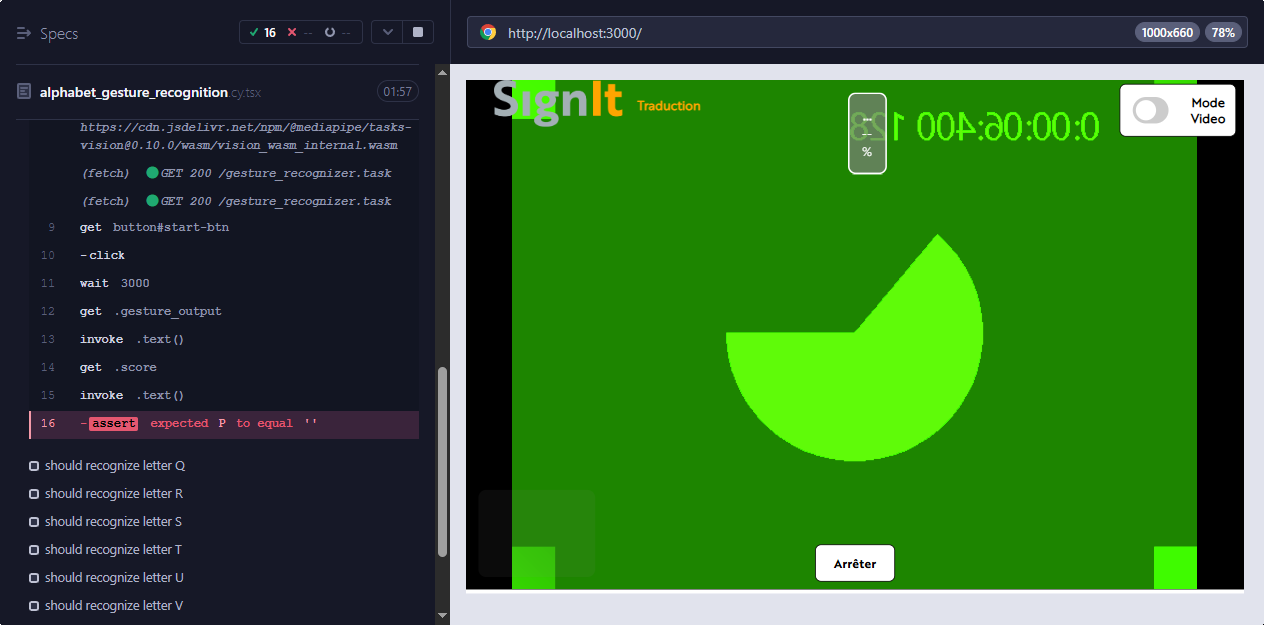 Specs
16
--
--
http://localhost:3000/
1000x660
78%
alphabet_gesture_recognition.cy.tsx
01:57
https://cdn.jsdelivr.net/npm/@mediapipe/tasks-
vision@0.10.0/wasm/vision_wasm_internal.wasm
(fetch) GET 200 /gesture_recognizer.task
(fetch) GET 200 /gesture_recognizer.task
9 get button#start-btn
10 -click
11 wait 3000
12 get .gesture_output
13 invoke .text()
14 get .score
15 invoke .text()
16 -assert expected P to equal ''
should recognize letter Q
should recognize letter R
should recognize letter S
should recognize letter T
should recognize letter U
should recognize letter V
SignIt
Traduction
...
%
0:00:06:400 128
Mode
Video
Arrêter